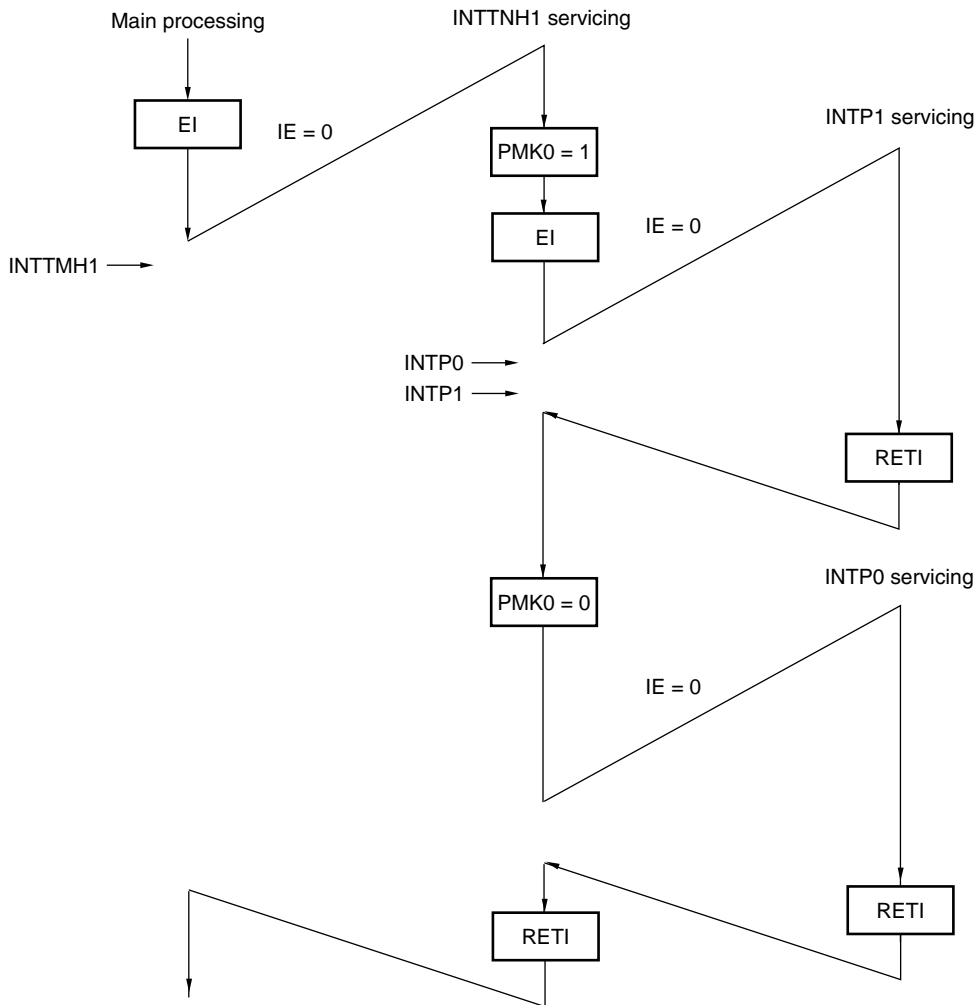 Main processing
INTTNH1 servicing
EI
IE = 0
PMK0 = 1
INTP1 servicing
EI
IE = 0
INTTMH1
INTP0
INTP1
RETI
PMK0 = 0
INTP0 servicing
IE = 0
RETI
RETI